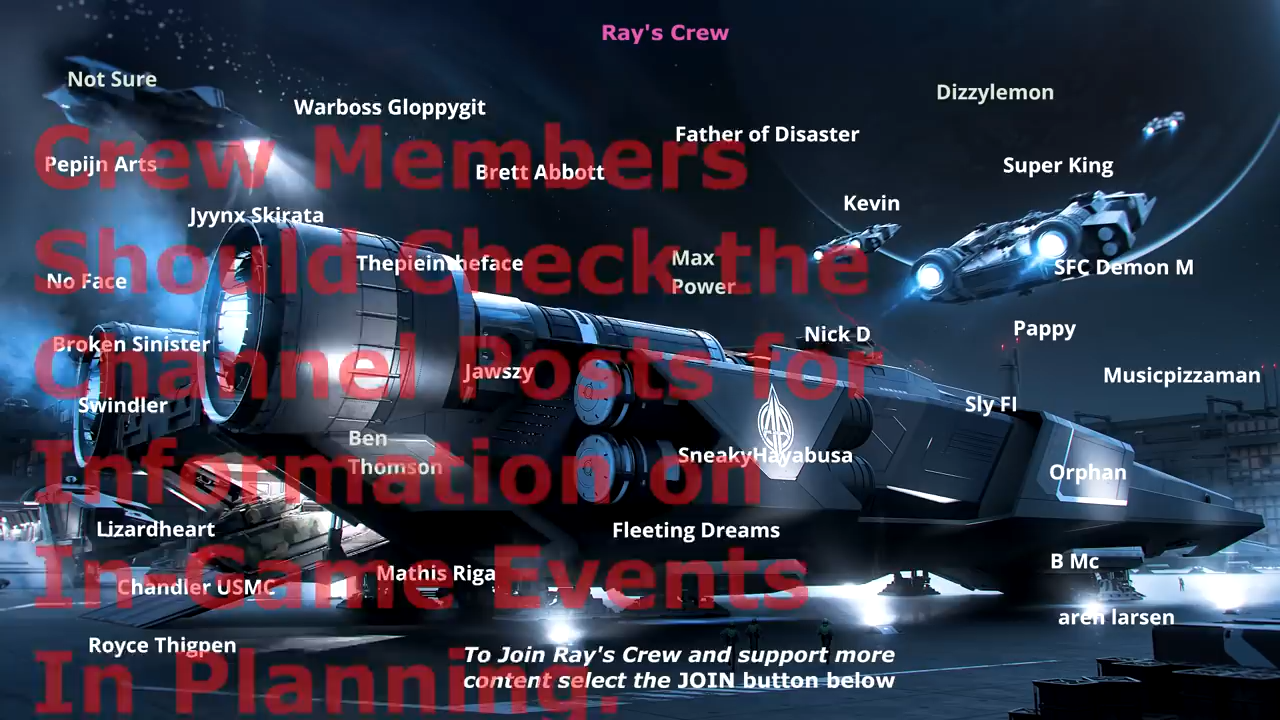 Ray's Crew
Not Sure
Dizzylemon
Warboss Gloppygit
Father of Disaster
Pepijn Arts
Brett Abbott
Super King
Kevin
Jyynx Skirata
Thepieintheface
Max
Power
SFC Demon M
No Face
Nick D
Pappy
Broken Sinister
Jawszy
Musicpizzaman
Swindler
Sly FI
Ben
Thomson
SneakyHayabusa
Orphan
Lizardheart
Fleeting Dreams
B Mc
Chandler USMC
Mathis Riga
aren larsen
Royce Thigpen
Crew Members
Should Check the
Channel Posts for
Information on
In Game Events
In Planning.
To Join Ray's Crew and support more
content select the JOIN button below